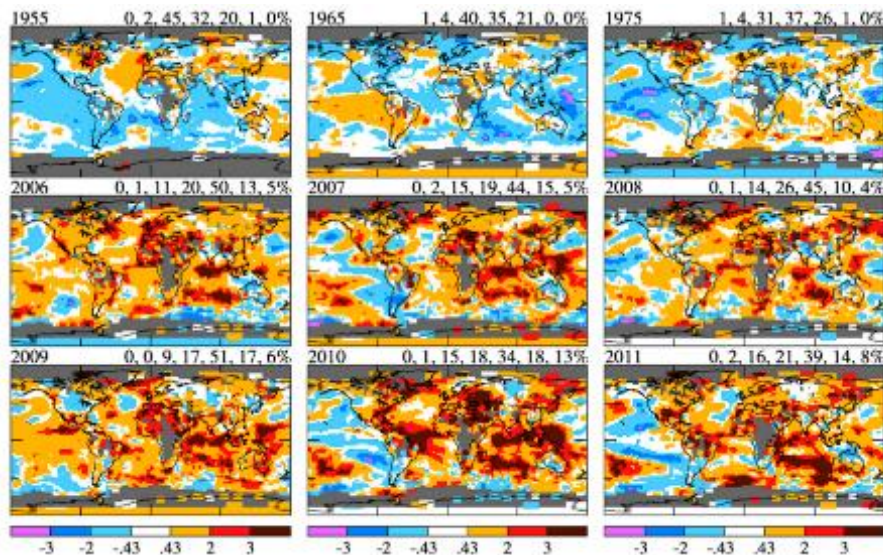 1955 0, 2, 45, 32, 20, 1, 0%
1965 1, 4, 40, 35, 21, 0, 0%
1975 1, 4, 31, 37, 26, 1, 0%
2006 0, 1, 11, 20, 50, 13, 5%
2007 0, 2, 15, 19, 44, 15, 5%
2008 0, 1, 14, 26, 45, 10, 4%
2009 0, 0, 9, 17, 51, 17, 6%
2010 0, 1, 15, 18, 34, 18, 13%
2011 0, 2, 16, 21, 39, 14, 8%
-3 -2 -.43 .43 2 3
-3 -2 -.43 .43 2 3
-3 -2 -.43 .43 2 3